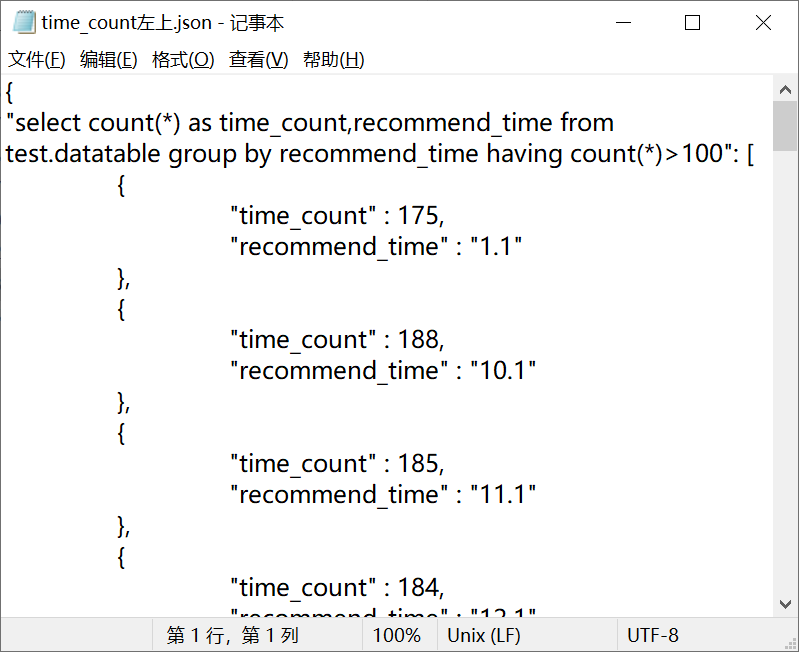 time_count左上.json - 记事本
文件(F) 编辑(E) 格式(O) 查看(V) 帮助(H)
{
"select count(*) as time_count,recommend_time from
test.datatable group by recommend_time having count(*)>100": [
{
"time_count" : 175,
"recommend_time" : "1.1"
},
{
"time_count" : 188,
"recommend_time" : "10.1"
},
{
"time_count" : 185,
"recommend_time" : "11.1"
},
{
"time_count" : 184,
"recommend_time" : "12.1"
第 1 行，第 1 列 100% Unix (LF) UTF-8